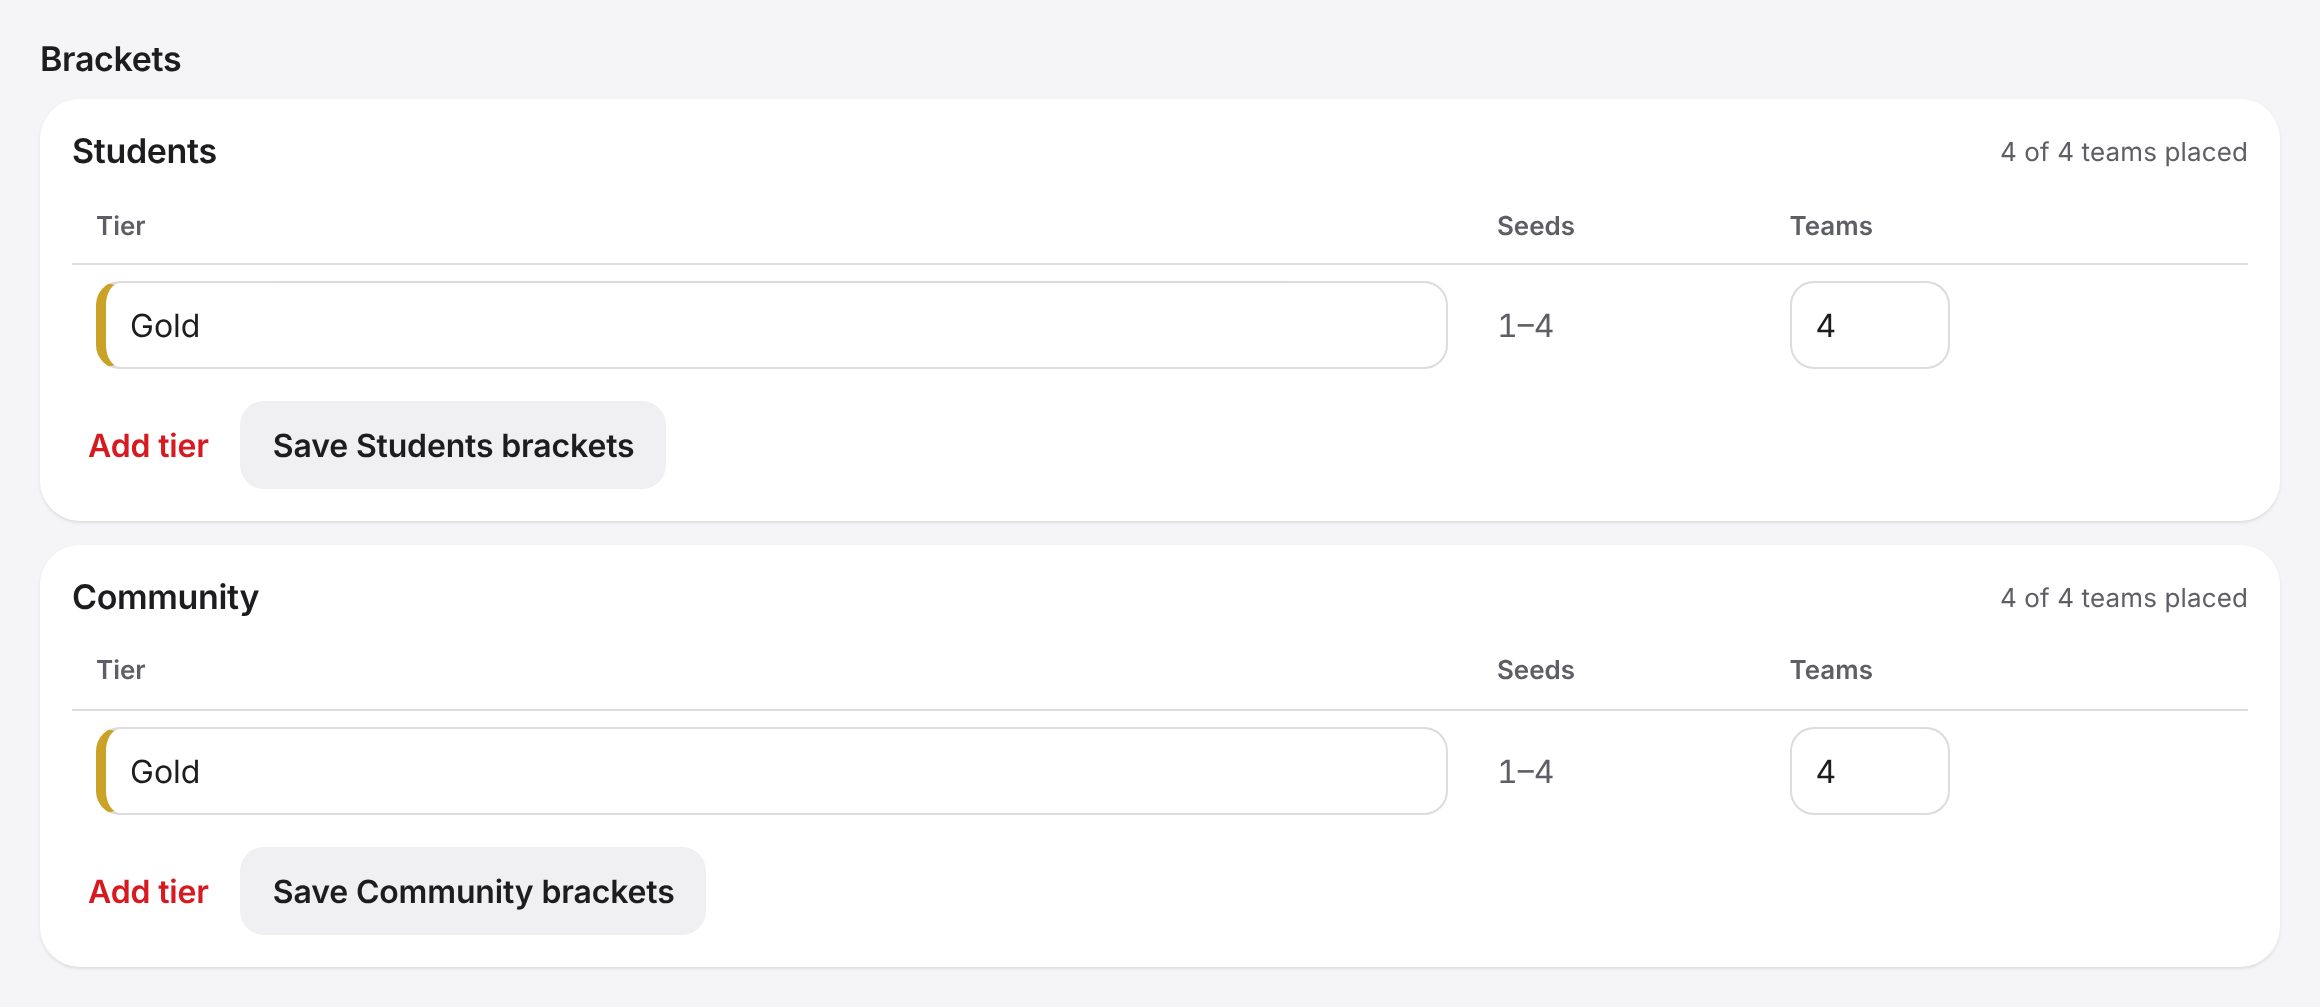 Brackets
Students
4 of 4 teams placed
Tier Seeds Teams
Gold 1–4 4
Add tier Save Students brackets
Community
4 of 4 teams placed
Tier Seeds Teams
Gold 1–4 4
Add tier Save Community brackets